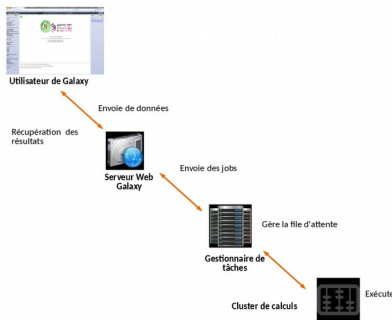 Utilisateur de Galaxy
Envoie de données
Récupération des
résultats
Serveur Web
Galaxy
Envoie des jobs
Gère la file d'attente
Gestionnaire de
tâches
Cluster de calculs
Exécute